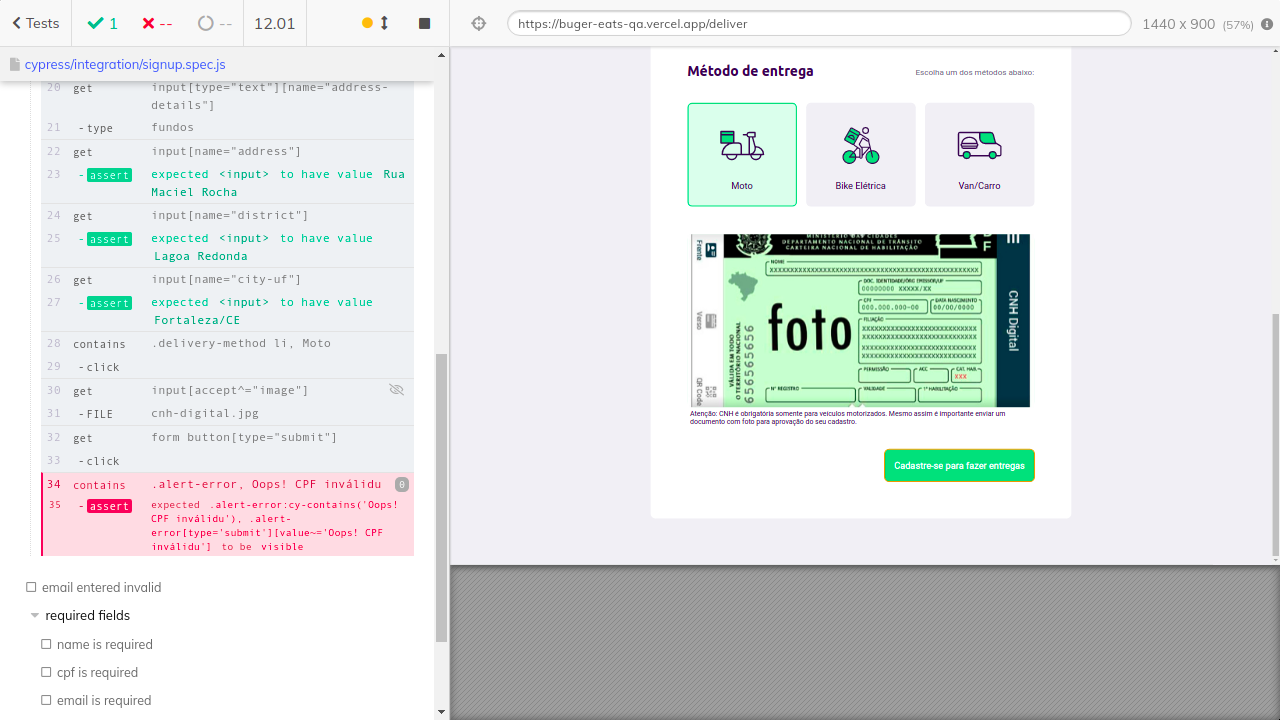 Tests
1
--
--
12.01
https://buger-eats-qa.vercel.app/deliver
1440 x 900 (57%)
cypress/integration/signup.spec.js
20 get input[type="text"][name="address-
details"]
21 -type fundos
22 get input[name="address"]
23 -assert expected <input> to have value Rua
Maciel Rocha
24 get input[name="district"]
25 -assert expected <input> to have value
Lagoa Redonda
26 get input[name="city-uf"]
27 -assert expected <input> to have value
Fortaleza/CE
28 contains .delivery-method li, Moto
29 -click
30 get input[accept^="image"]
31 -FILE cnh-digital.jpg
32 get form button[type="submit"]
33 -click
34 contains .alert-error, Oops! CPF inválidu 0
35 -assert expected .alert-error:cy-contains('Oops!
CPF inválidu'), .alert-
error[type='submit'][value~='Oops! CPF
inválidu'] to be visible
email entered invalid
required fields
name is required
cpf is required
email is required
Método de entrega
Escolha um dos métodos abaixo:
Moto
Bike Elétrica
Van/Carro
Frente
Verso
QR Code
MINISTÉRIO DAS CIDADES
DEPARTAMENTO NACIONAL DE TRÂNSITO
CARTEIRA NACIONAL DE HABILITAÇÃO
DF
NOME
XXXXXXXXXXXXXXXXXXXXXXXXXXXXXXXXXXXX
DOC. IDENTIDADE/ÓRG EMISSOR/UF
00000000 XXXXX/XX
CPF
000.000.000-00
DATA NASCIMENTO
00/00/0000
FILIAÇÃO
foto
PERMISSÃO
ACC
CAT. HAB.
XXX
Nº REGISTRO
VALIDADE
1ª HABILITAÇÃO
VÁLIDA EM TODO
O TERRITÓRIO NACIONAL
CNH Digital
Atenção: CNH é obrigatória somente para veículos motorizados. Mesmo assim é importante enviar um
documento com foto para aprovação do seu cadastro.
Cadastre-se para fazer entregas